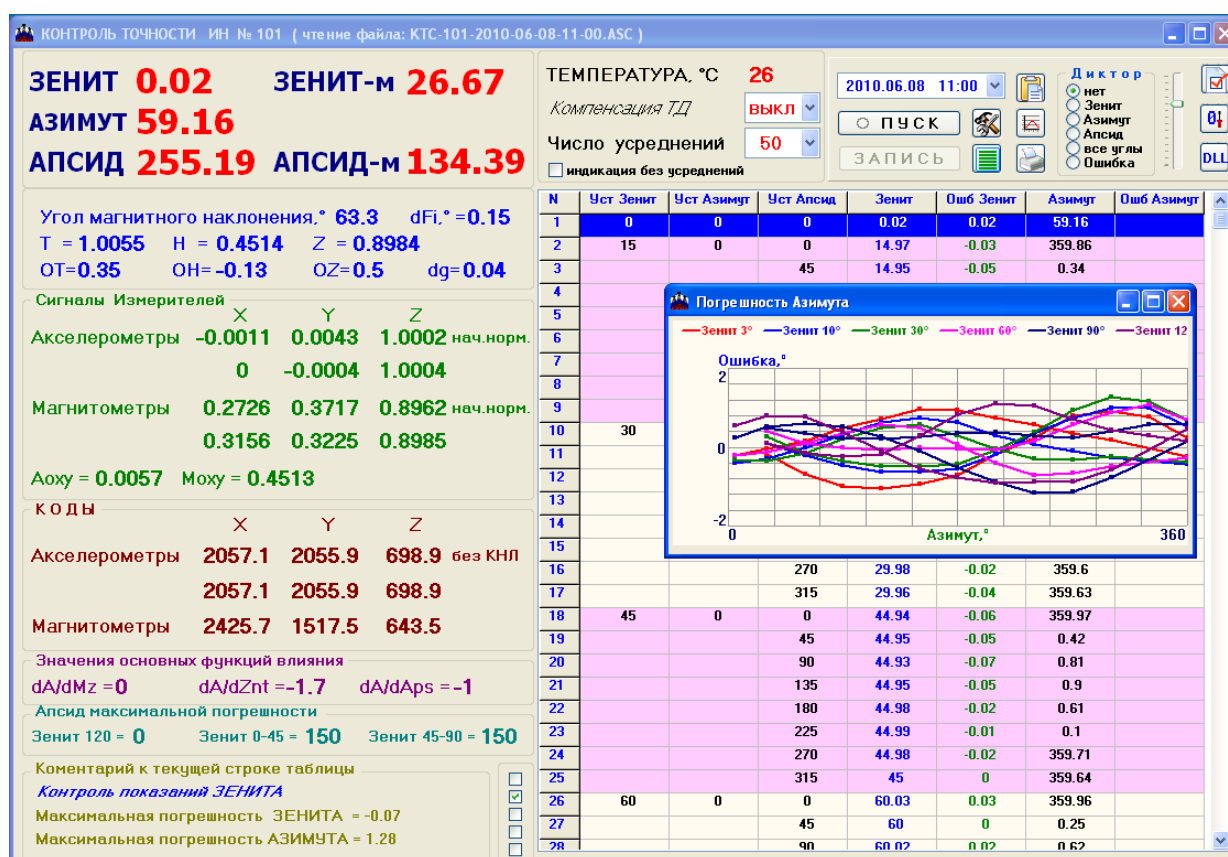 КОНТРОЛЬ ТОЧНОСТИ ИН № 101 ( чтение файла: КТС-101-2010-06-08-11-00.ASC )
ЗЕНИТ 0.02 ЗЕНИТ-м 26.67
АЗИМУТ 59.16
АПСИД 255.19 АПСИД-м 134.39
Угол магнитного наклонения,° 63.3 dFi,° =0.15
T = 1.0055 H = 0.4514 Z = 0.8984
OT=0.35 OH= -0.13 OZ=0.5 dg=0.04
Сигналы Измерителей
X Y Z
Акселерометры -0.0011 0.0043 1.0002 нач.норм.
0 -0.0004 1.0004
Магнитометры 0.2726 0.3717 0.8962 нач.норм.
0.3156 0.3225 0.8985
Aoxy = 0.0057 Moxy = 0.4513
КОДЫ
X Y Z
Акселерометры 2057.1 2055.9 698.9 без КНЛ
2057.1 2055.9 698.9
Магнитометры 2425.7 1517.5 643.5
Значения основных функций влияния
dA/dMz =0 dA/dZnt =-1.7 dA/dAps =-1
Апсид максимальной погрешности
Зенит 120 = 0 Зенит 0-45 = 150 Зенит 45-90 = 150
Коментарий к текущей строке таблицы
Контроль показаний ЗЕНИТА
Максимальная погрешность ЗЕНИТА = -0.07
Максимальная погрешность АЗИМУТА = 1.28
ТЕМПЕРАТУРА, °C 26
Компенсация ТД ВЫКЛ
Число усреднений 50
индикация без усреднений
2010.06.08 11:00
ПУСК
ЗАПИСЬ
Диктор
нет
Зенит
Азимут
Апсид
все углы
Ошибка
DLL
N Уст Зенит Уст Азимут Уст Апсид Зенит Ошб Зенит Азимут Ошб Азимут
1 0 0 0 0.02 0.02 59.16
2 15 0 0 14.97 -0.03 359.86
3 45 14.95 -0.05 0.34
4
5
6
7
8
9
10 30
11
12
13
14
15
16 270 29.98 -0.02 359.6
17 315 29.96 -0.04 359.63
18 45 0 0 44.94 -0.06 359.97
19 45 44.95 -0.05 0.42
20 90 44.93 -0.07 0.81
21 135 44.95 -0.05 0.9
22 180 44.98 -0.02 0.61
23 225 44.99 -0.01 0.1
24 270 44.98 -0.02 359.71
25 315 45 0 359.64
26 60 0 0 60.03 0.03 359.96
27 45 60 0 0.25
28 90 60.02 0.02 0.62
Погрешность Азимута
Зенит 3° Зенит 10° Зенит 30° Зенит 60° Зенит 90° Зенит 12
Ошибка,°
2
0
-2
0 Азимут,° 360